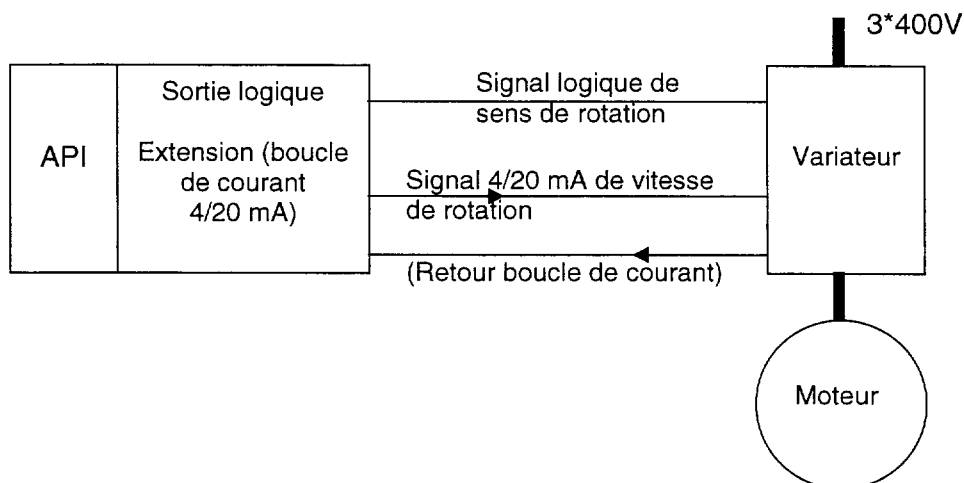 3*400V
Sortie logique
Signal logique de
sens de rotation
API
Extension (boucle
de courant
4/20 mA)
Variateur
Signal 4/20 mA de vitesse
de rotation
(Retour boucle de courant)
Moteur